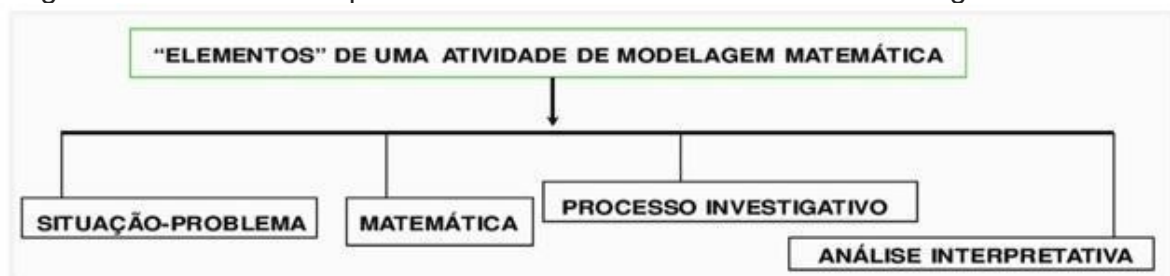 “ELEMENTOS” DE UMA ATIVIDADE DE MODELAGEM MATEMÁTICA
SITUAÇÃO-PROBLEMA
MATEMÁTICA
PROCESSO INVESTIGATIVO
ANÁLISE INTERPRETATIVA